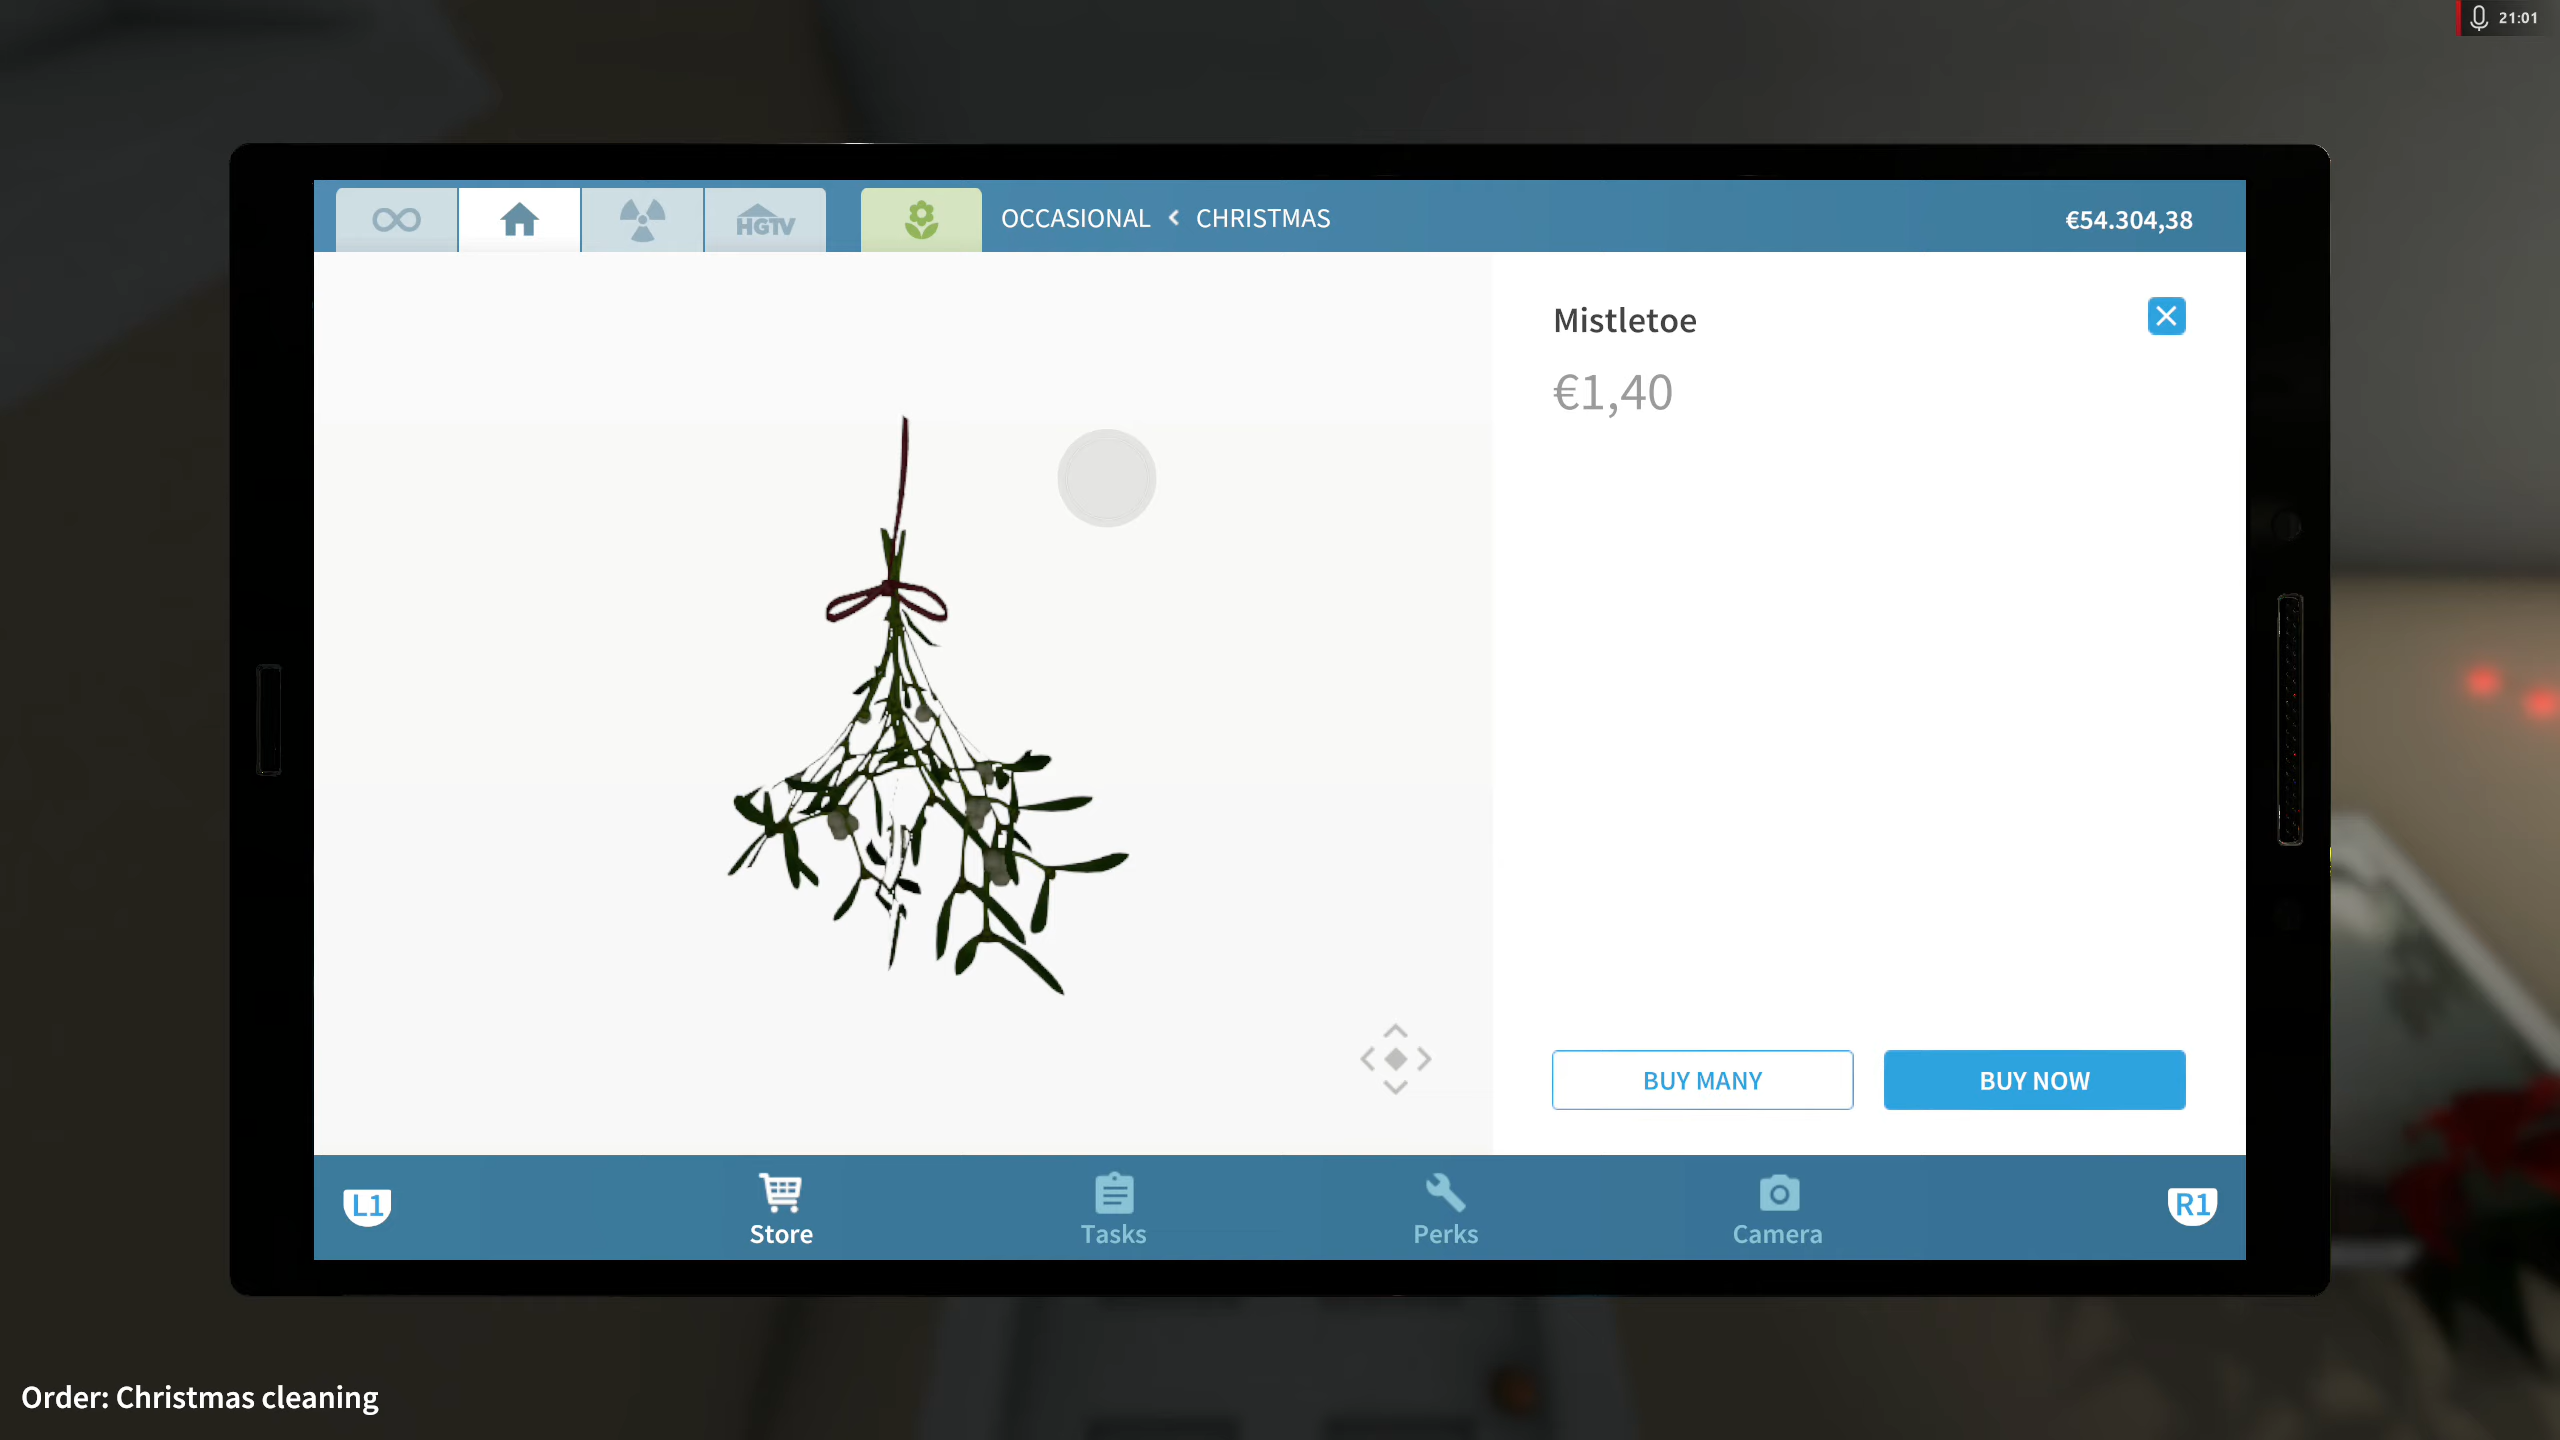 21:01
HGTV
OCCASIONAL < CHRISTMAS
€54.304,38
Mistletoe
€1,40
BUY MANY
BUY NOW
L1
Store
Tasks
Perks
Camera
R1
Order: Christmas cleaning